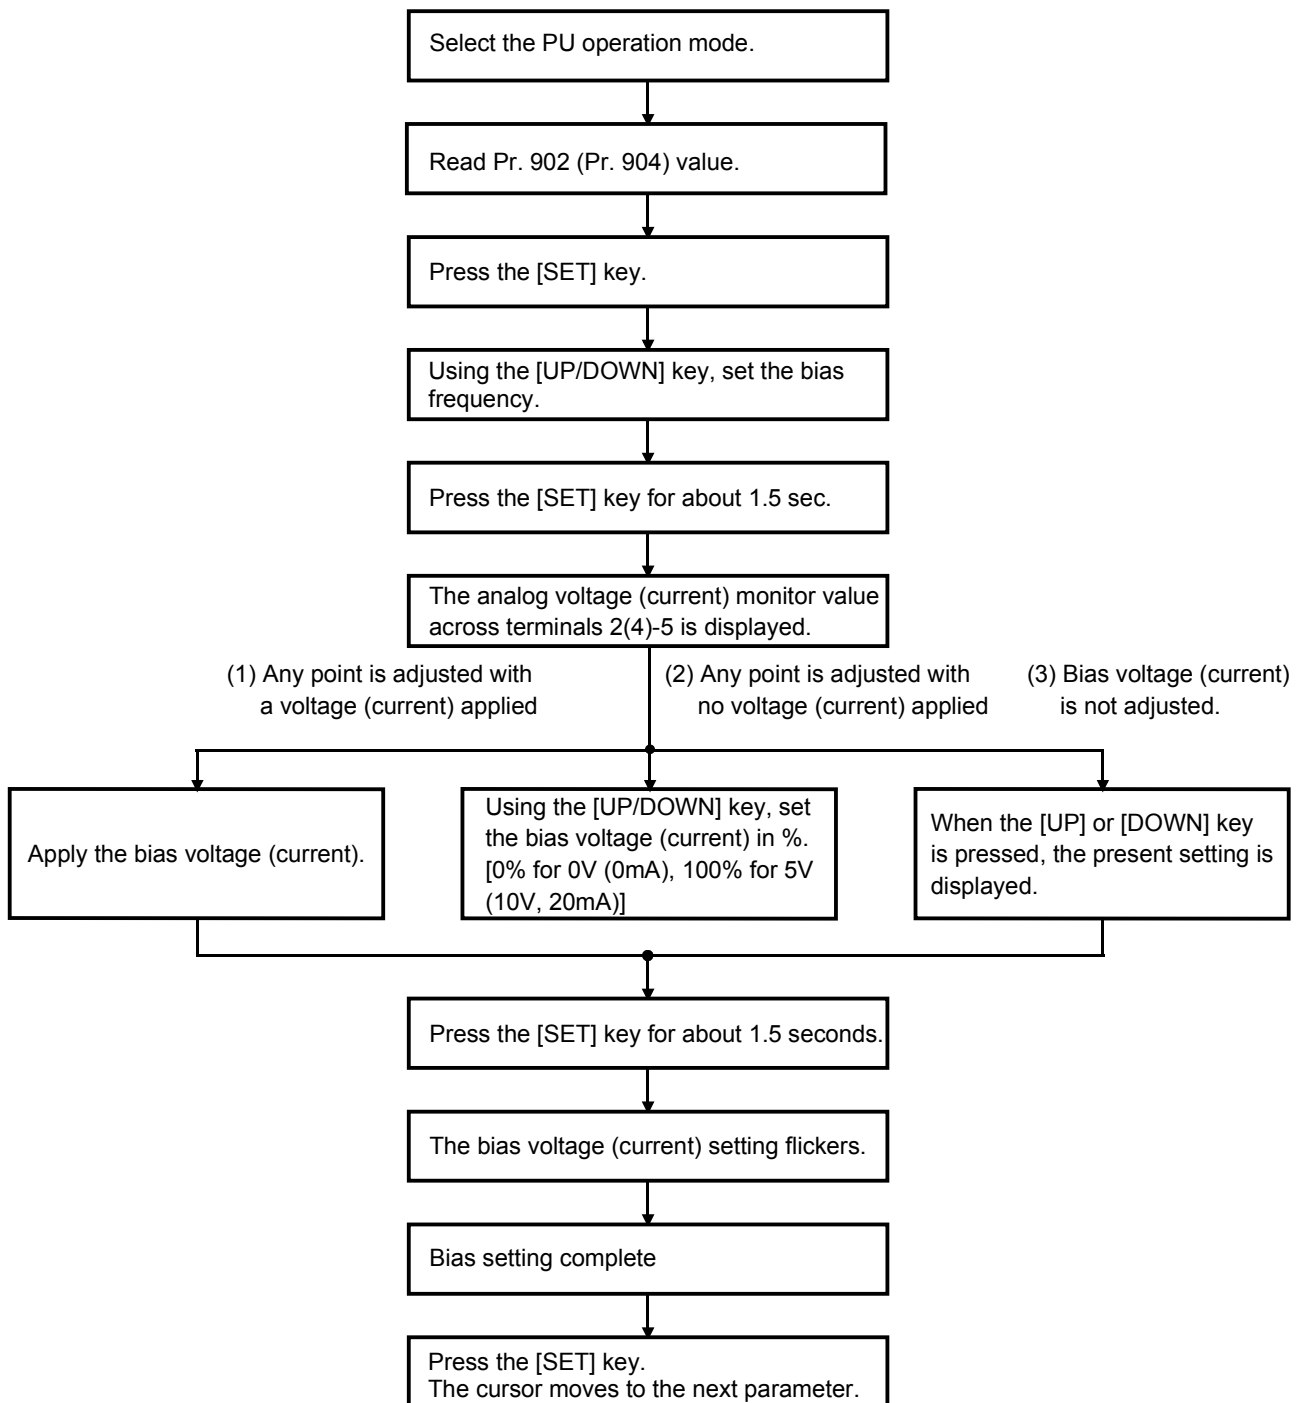 Select the PU operation mode.
Read Pr. 902 (Pr. 904) value.
Press the [SET] key.
Using the [UP/DOWN] key, set the bias
frequency.
Press the [SET] key for about 1.5 sec.
The analog voltage (current) monitor value
across terminals 2(4)-5 is displayed.
(1) Any point is adjusted with
a voltage (current) applied
(2) Any point is adjusted with
no voltage (current) applied
(3) Bias voltage (current)
is not adjusted.
Apply the bias voltage (current).
Using the [UP/DOWN] key, set
the bias voltage (current) in %.
[0% for 0V (0mA), 100% for 5V
(10V, 20mA)]
When the [UP] or [DOWN] key
is pressed, the present setting is
displayed.
Press the [SET] key for about 1.5 seconds.
The bias voltage (current) setting flickers.
Bias setting complete
Press the [SET] key.
The cursor moves to the next parameter.